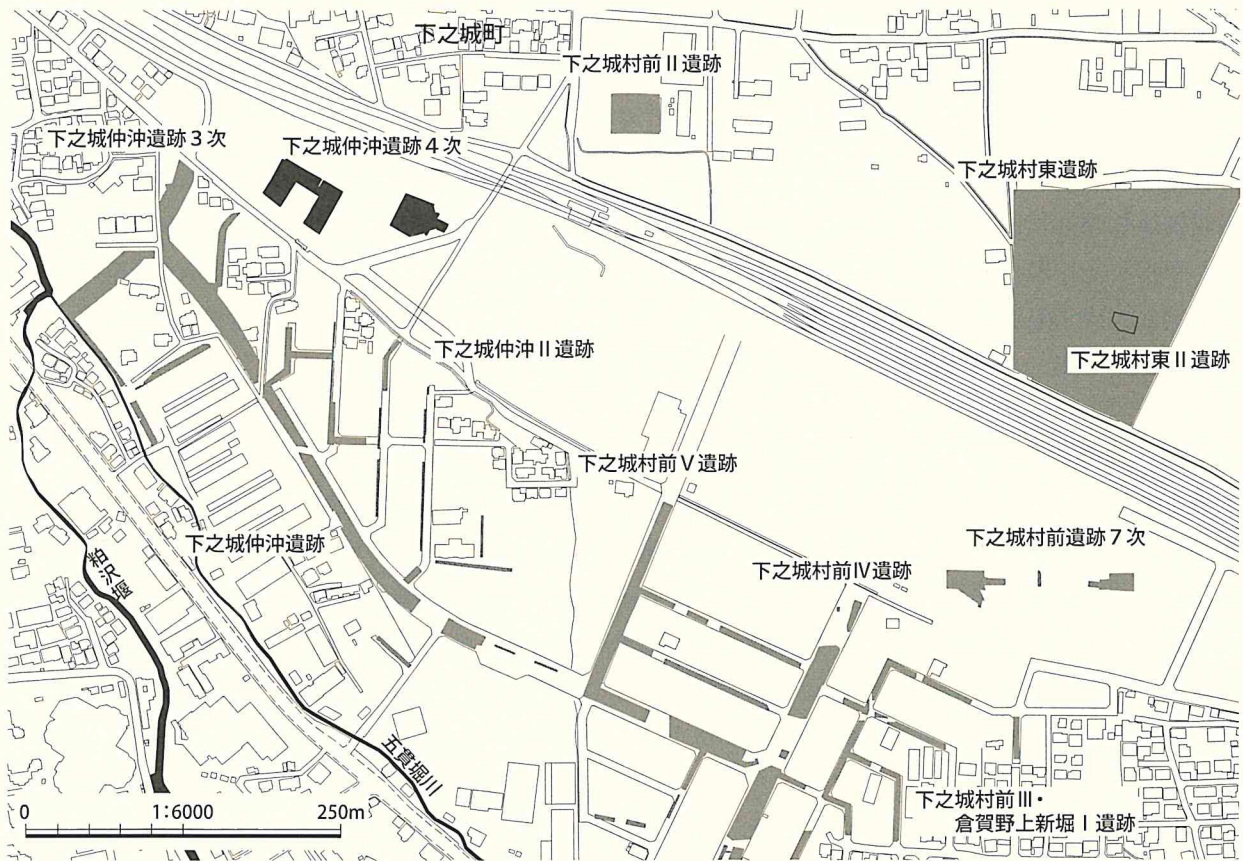 下之城町
下之城村前Ⅱ遺跡
下之城仲沖遺跡３次
下之城仲沖遺跡４次
下之城村東遺跡
下之城仲沖Ⅱ遺跡
下之城村東Ⅱ遺跡
下之城村前Ⅴ遺跡
下之城仲沖遺跡
下之城村前遺跡７次
下之城村前Ⅳ遺跡
粕沢堰
五貫堀川
下之城村前Ⅲ・
倉賀野上新堀Ⅰ遺跡
0 1:6000 250m